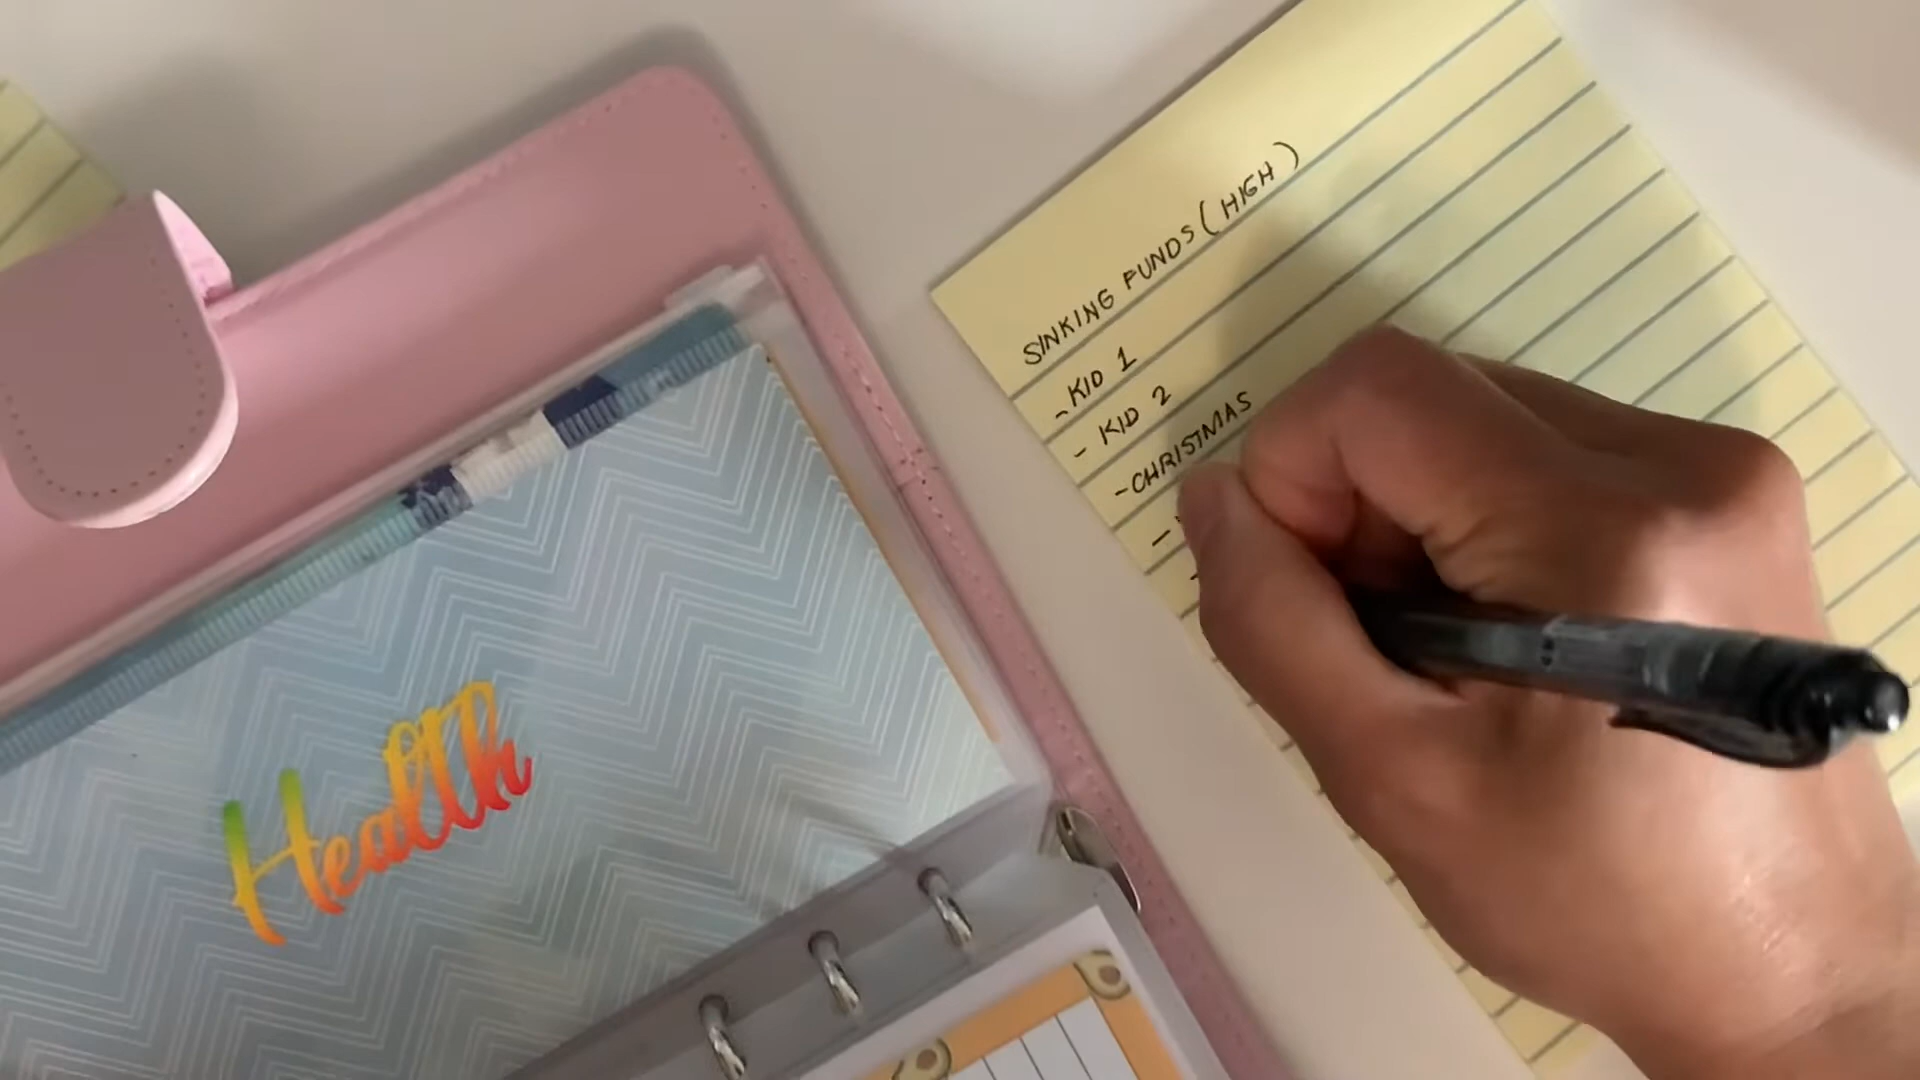 SINKING FUNDS (HIGH)
- KID 1
- KID 2
- CHRISTMAS
-
-
Health